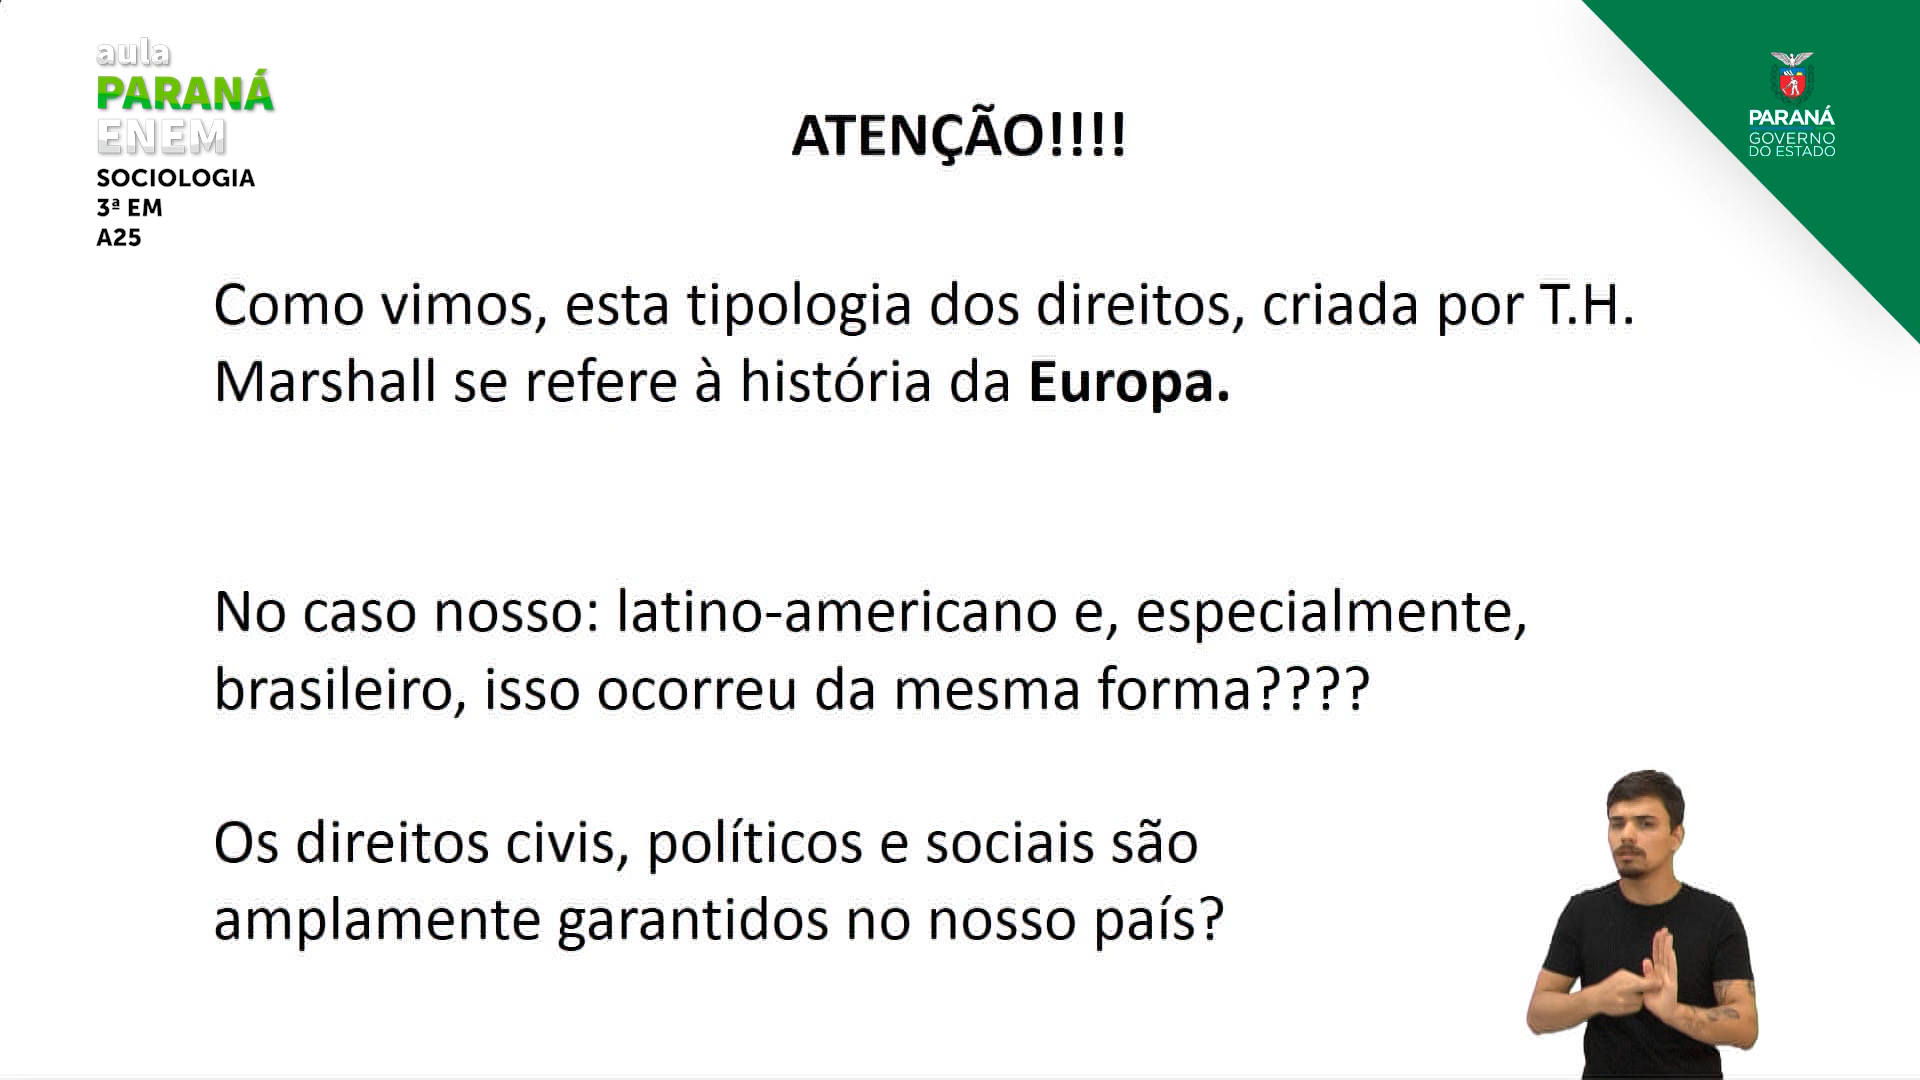 aula
PARANÁ
ENEM
SOCIOLOGIA
3ª EM
A25
ATENÇÃO!!!!
PARANÁ
GOVERNO
DO ESTADO
Como vimos, esta tipologia dos direitos, criada por T.H.
Marshall se refere à história da Europa.
No caso nosso: latino-americano e, especialmente,
brasileiro, isso ocorreu da mesma forma????
Os direitos civis, políticos e sociais são
amplamente garantidos no nosso país?